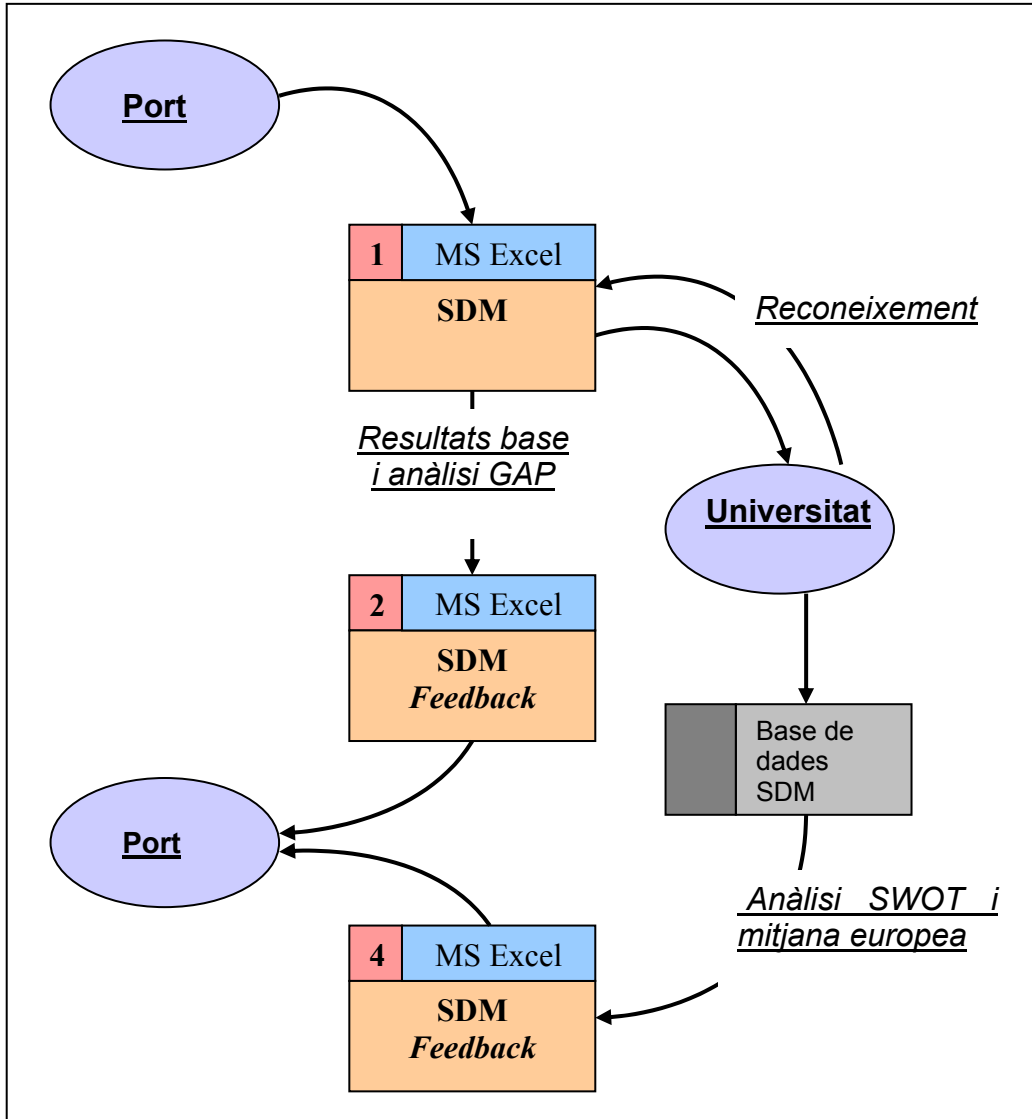 Port
1 MS Excel
SDM
Reconeixement
Resultats base
i anàlisi GAP
Universitat
2 MS Excel
SDM
Feedback
Base de
dades
SDM
Port
Anàlisi SWOT i
mitjana europea
4 MS Excel
SDM
Feedback